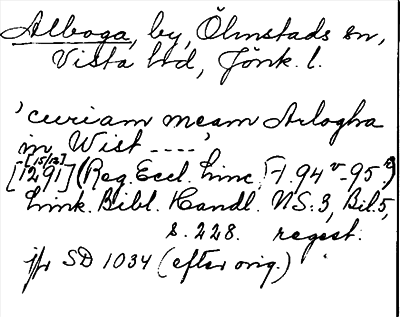 Alboga, by, Ölmstads sn,
Vista hd, Jönk. l.
'curiam meam Arlogha
in Wist ----'
[15/12]
[1291] (Reg. Eccl. Linc. f. 94v-95r)
Link. Bibl. Handl. NS: 3, Bil. 5,
s. 228. regest.
jfr SD 1034 (efter orig.)